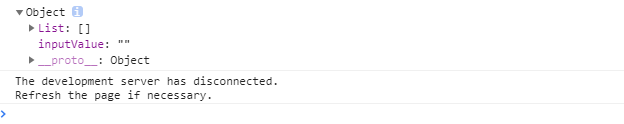 ▼Object i
▶List: []
inputValue: ""
▶__proto__: Object
The development server has disconnected.
Refresh the page if necessary.
>